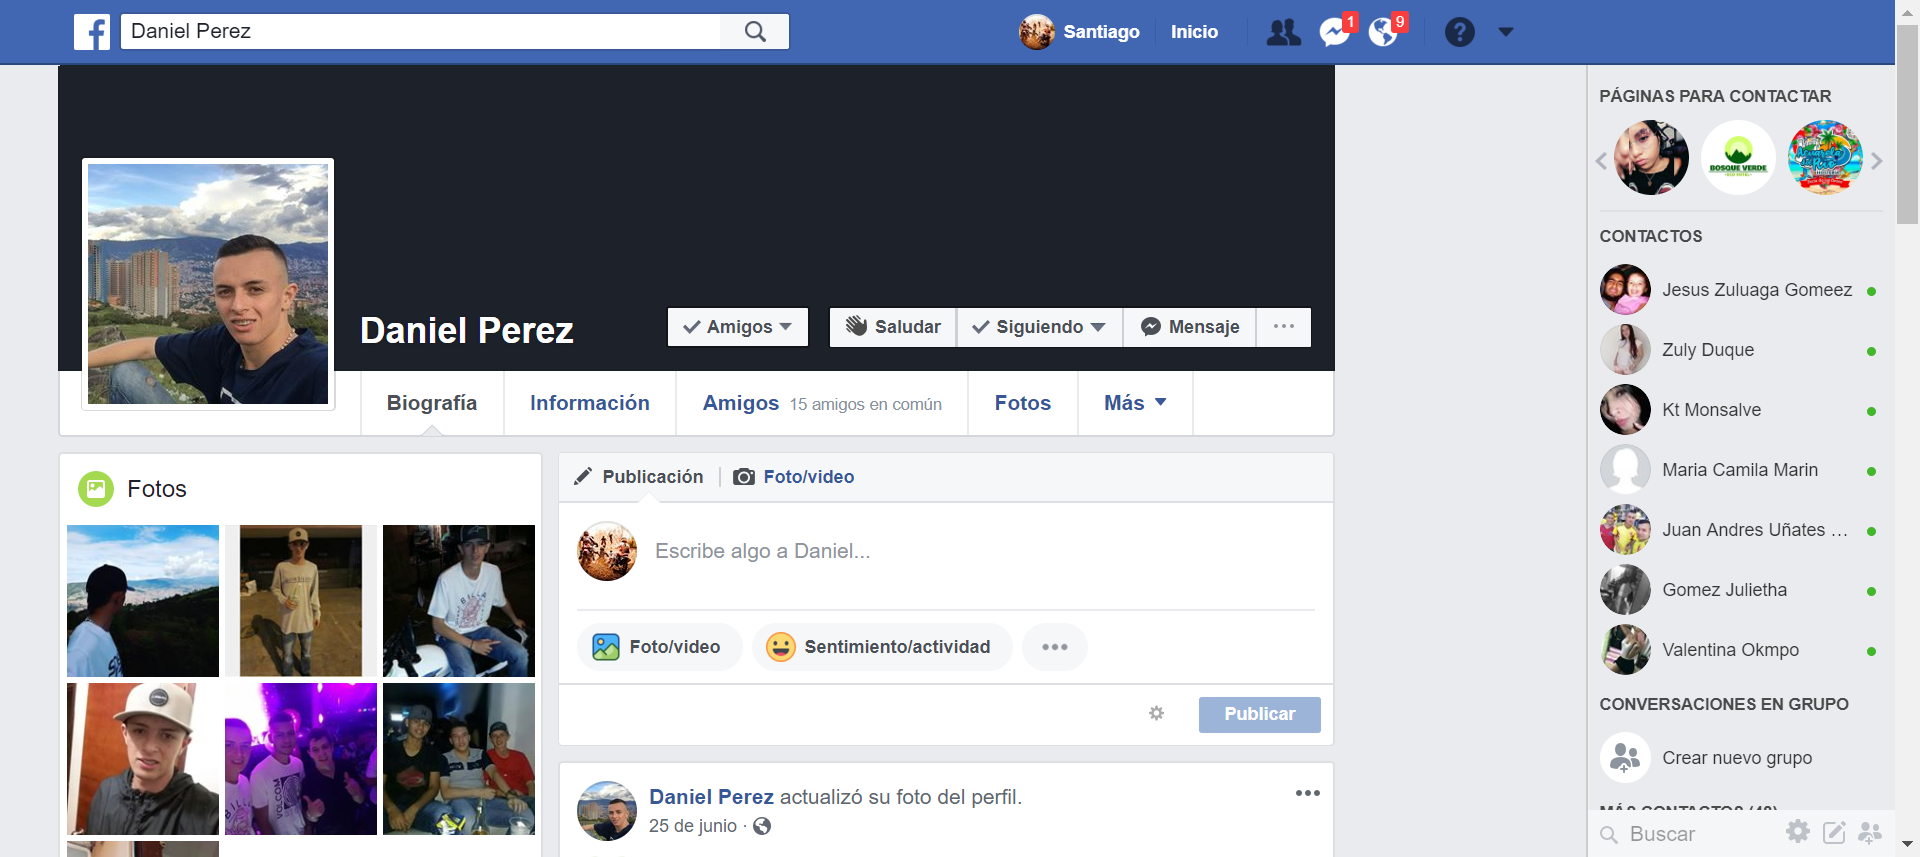 Daniel Perez
Santiago
Inicio
1
9
?
Daniel Perez
Amigos
Saludar
Siguiendo
Mensaje
Biografía
Información
Amigos 15 amigos en común
Fotos
Más
Fotos
Publicación
Foto/video
Escribe algo a Daniel...
Foto/video
Sentimiento/actividad
Publicar
Daniel Perez actualizó su foto del perfil.
25 de junio ·
VOLCOM
PÁGINAS PARA CONTACTAR
BOSQUE VERDE
CONTACTOS
Jesus Zuluaga Gomeez
Zuly Duque
Kt Monsalve
Maria Camila Marin
Juan Andres Uñates ...
Gomez Julietha
Valentina Okmpo
CONVERSACIONES EN GRUPO
Crear nuevo grupo
Buscar